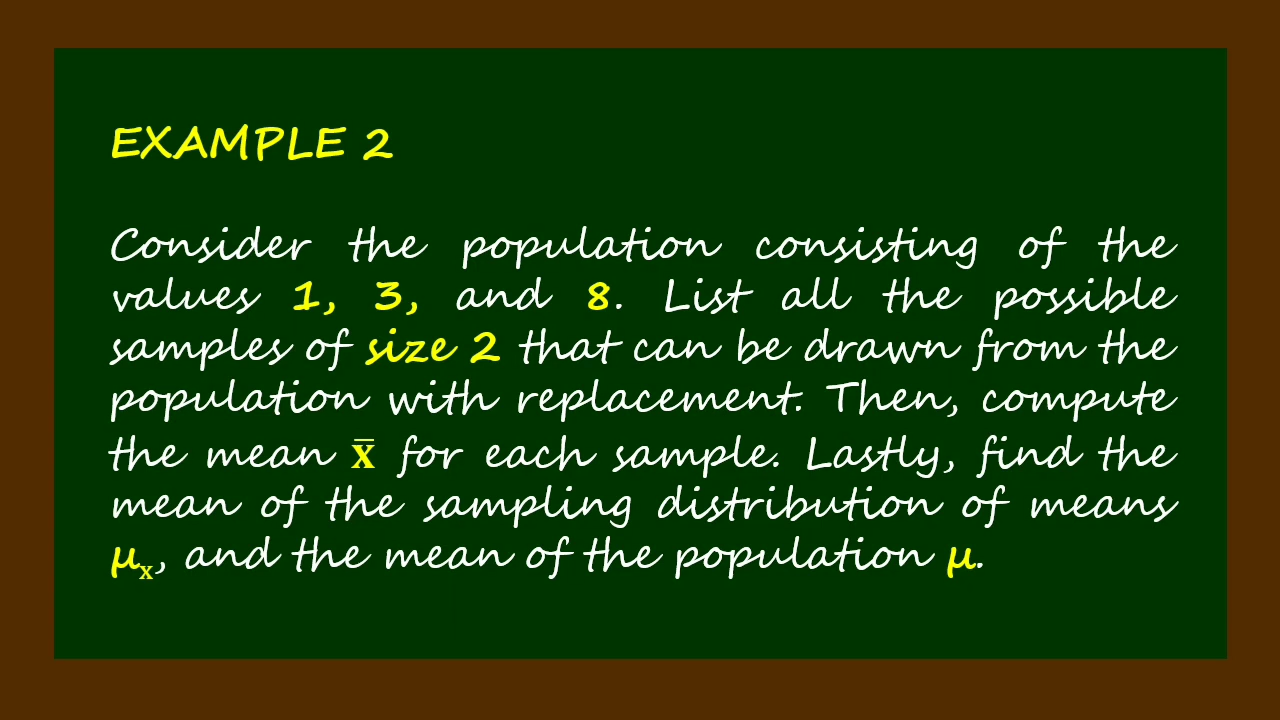 EXAMPLE 2
Consider the population consisting of the
values 1, 3, and 8. List all the possible
samples of size 2 that can be drawn from the
population with replacement. Then, compute
the mean x̅ for each sample. Lastly, find the
mean of the sampling distribution of means
μₓ, and the mean of the population μ.